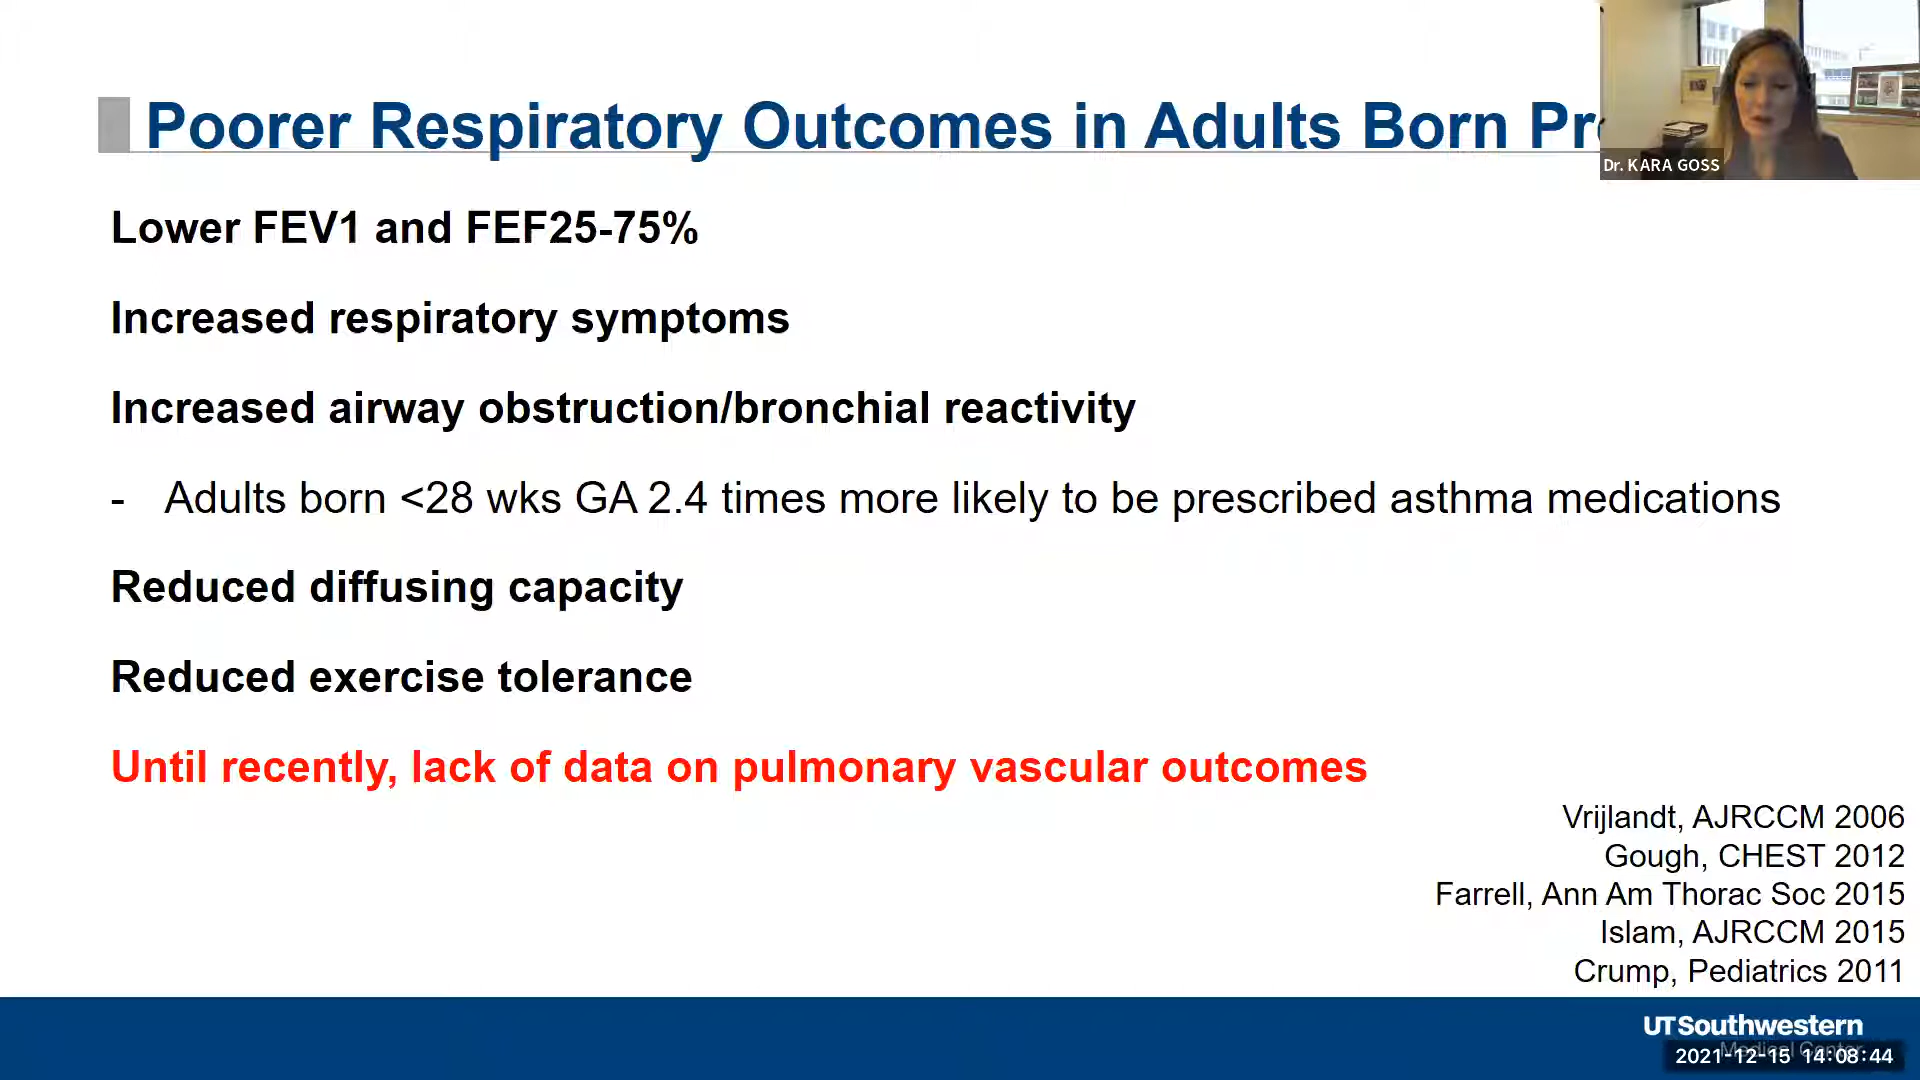 Poorer Respiratory Outcomes in Adults Born Pr
Dr. KARA GOSS
Lower FEV1 and FEF25-75%
Increased respiratory symptoms
Increased airway obstruction/bronchial reactivity
- Adults born <28 wks GA 2.4 times more likely to be prescribed asthma medications
Reduced diffusing capacity
Reduced exercise tolerance
Until recently, lack of data on pulmonary vascular outcomes
Vrijlandt, AJRCCM 2006
Gough, CHEST 2012
Farrell, Ann Am Thorac Soc 2015
Islam, AJRCCM 2015
Crump, Pediatrics 2011
UTSouthwestern
Medical Center
2021-12-15 14:08:44